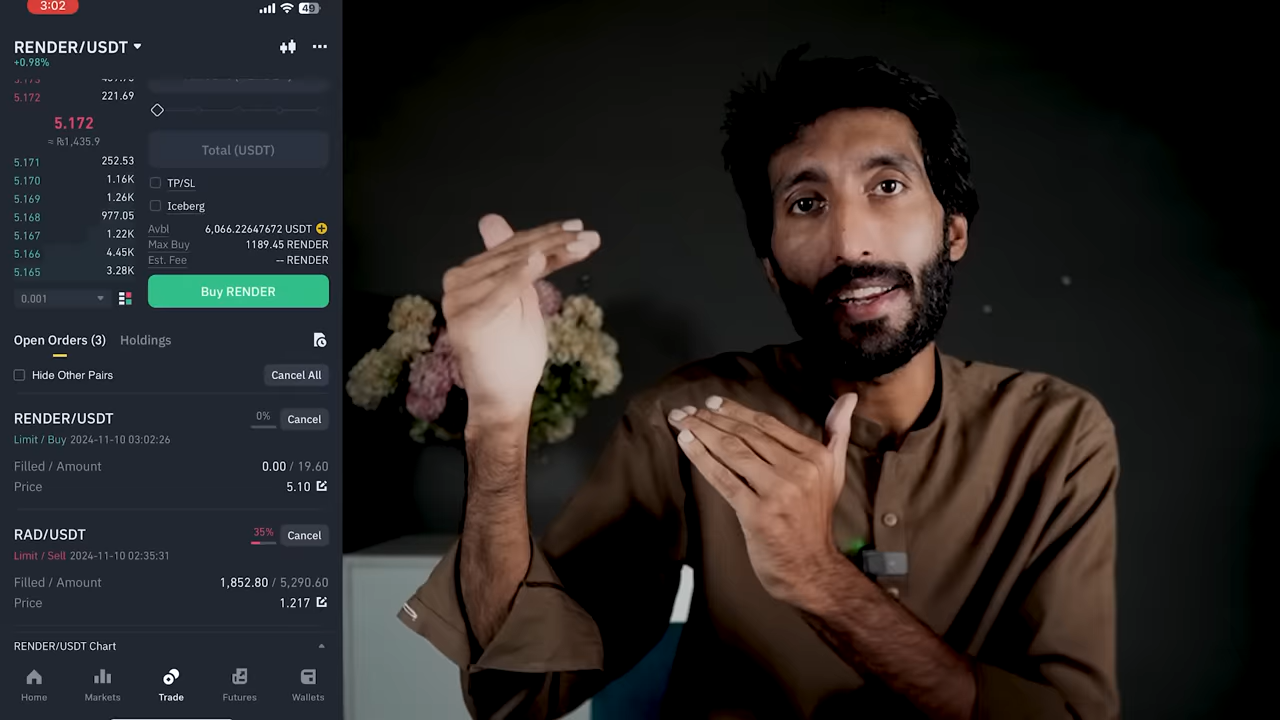 3:02
49
RENDER/USDT
+0.98%
5.172 221.69
5.172
≈ ₨1,435.9
5.171 252.53
5.170 1.16K
5.169 1.26K
5.168 977.05
5.167 1.22K
5.166 4.45K
5.165 3.28K
0.001
Total (USDT)
TP/SL
Iceberg
Avbl 6,066.22647672 USDT
Max Buy 1189.45 RENDER
Est. Fee -- RENDER
Buy RENDER
Open Orders (3) Holdings
Hide Other Pairs Cancel All
RENDER/USDT 0% Cancel
Limit / Buy 2024-11-10 03:02:26
Filled / Amount 0.00 / 19.60
Price 5.10
RAD/USDT 35% Cancel
Limit / Sell 2024-11-10 02:35:31
Filled / Amount 1,852.80 / 5,290.60
Price 1.217
RENDER/USDT Chart
Home Markets Trade Futures Wallets